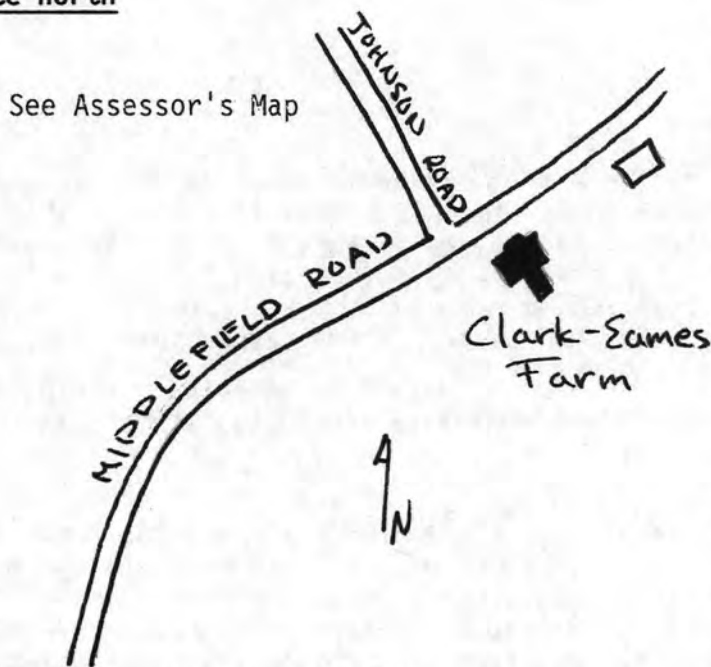 See Assessor's Map
JOHNSON ROAD
MIDDLEFIELD ROAD
Clark-Eames
Farm
N